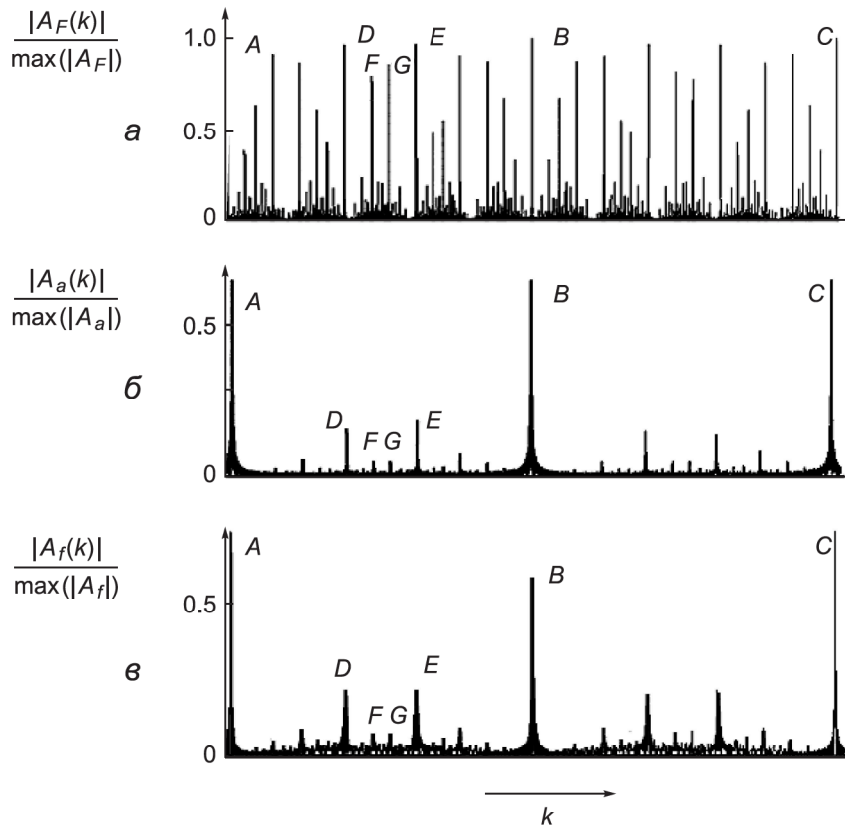 |A_F(k)|
max(|A_F|)
а
1.0
0.5
0
A
D
F
G
E
B
C
|A_a(k)|
max(|A_a|)
б
0.5
0
A
D
F
G
E
B
C
|A_f(k)|
max(|A_f|)
в
0.5
0
A
D
F
G
E
B
C
k